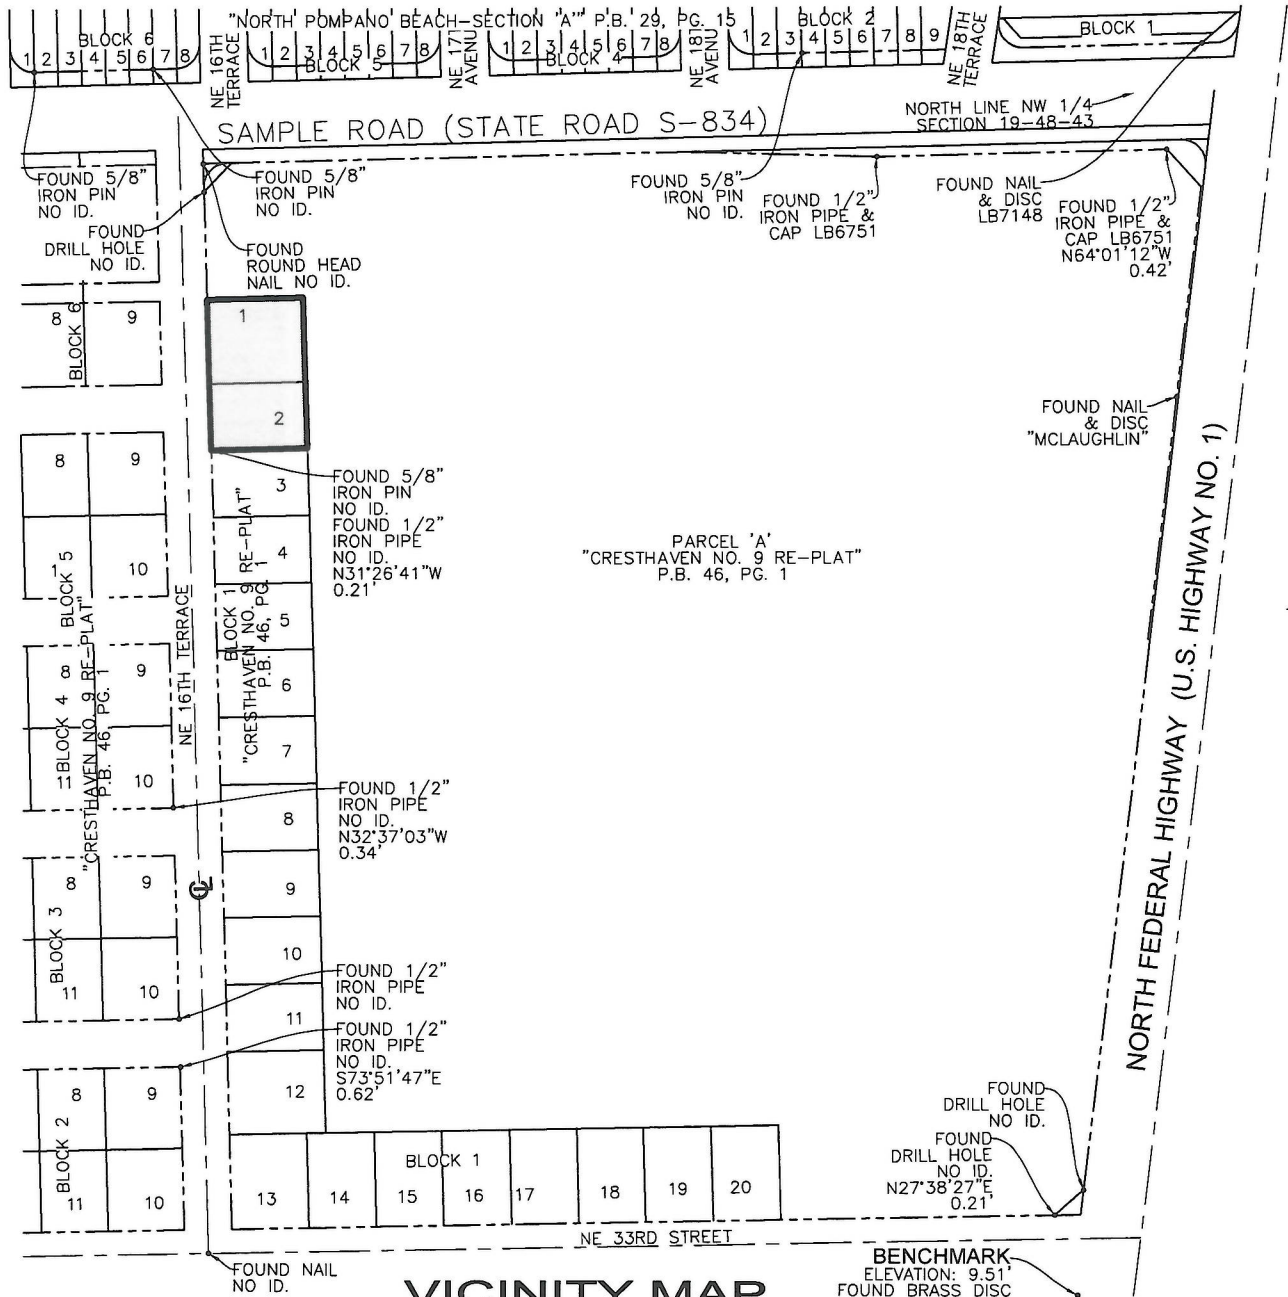 "NORTH POMPANO BEACH-SECTION 'A'" P.B. 29, PG. 15
BLOCK 6
1 2 3 4 5 6 7 8
NE 16TH
TERRACE
1 2 3 4 5 6 7 8
BLOCK 5
NE 17T
AVENU
1 2 3 4 5 6 7 8
BLOCK 4
NE 18T
AVENU
BLOCK 2
1 2 3 4 5 6 7 8 9
NE 18TH
TERRACE
BLOCK 1
NORTH LINE NW 1/4
SECTION 19-48-43
SAMPLE ROAD (STATE ROAD S-834)
FOUND 5/8"
IRON PIN
NO ID.
FOUND
DRILL HOLE
NO ID.
FOUND 5/8"
IRON PIN
NO ID.
FOUND
ROUND HEAD
NAIL NO ID.
FOUND 5/8"
IRON PIN
NO ID.
FOUND 1/2"
IRON PIPE &
CAP LB6751
FOUND NAIL
& DISC
LB7148
FOUND 1/2"
IRON PIPE &
CAP LB6751
N64°01'12"W
0.42'
8 9
BLOCK 6
1
2
FOUND NAIL
& DISC
"MCLAUGHLIN"
8 9
1 10
BLOCK 5
3
4
5
6
7
8
9
10
11
12
FOUND 5/8"
IRON PIN
NO ID.
FOUND 1/2"
IRON PIPE
NO ID.
N31°26'41"W
0.21'
PARCEL 'A'
"CRESTHAVEN NO. 9 RE-PLAT"
P.B. 46, PG. 1
BLOCK 1
"CRESTHAVEN NO. 9 RE-PLAT"
P.B. 46, PG. 1
NE 16TH TERRACE
8 9
11 10
BLOCK 4
"CRESTHAVEN NO. 9 RE-PLAT"
P.B. 46, PG. 1
NORTH FEDERAL HIGHWAY (U.S. HIGHWAY NO. 1)
FOUND 1/2"
IRON PIPE
NO ID.
N32°37'03"W
0.34'
8 9
11 10
BLOCK 3
℄
FOUND 1/2"
IRON PIPE
NO ID.
FOUND 1/2"
IRON PIPE
NO ID.
S73°51'47"E
0.62'
8 9
11 10
BLOCK 2
FOUND
DRILL HOLE
NO ID.
FOUND
DRILL HOLE
NO ID.
N27°38'27"E
0.21'
BLOCK 1
13 14 15 16 17 18 19 20
NE 33RD STREET
FOUND NAIL
NO ID.
VICINITY MAP
BENCHMARK
ELEVATION: 9.51'
FOUND BRASS DISC